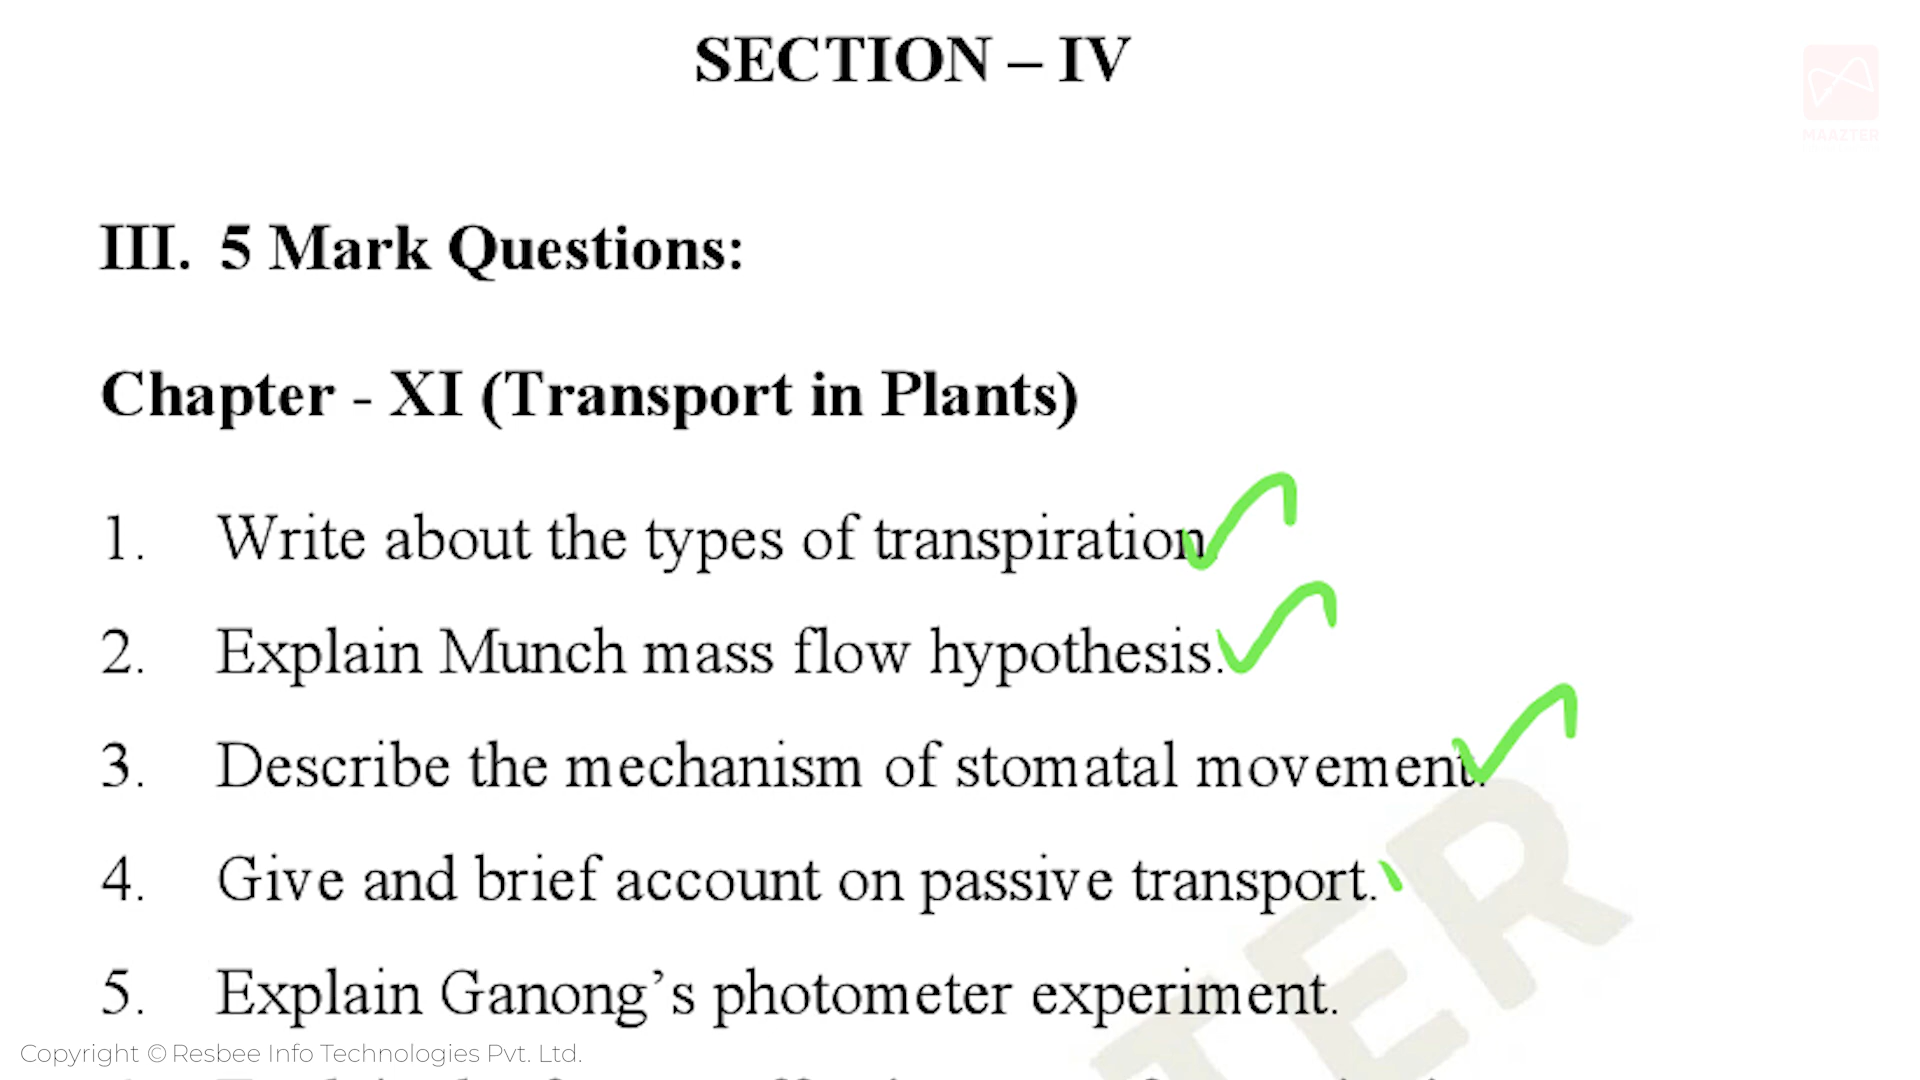 SECTION – IV
MAAZTER
III. 5 Mark Questions:
Chapter - XI (Transport in Plants)
1. Write about the types of transpiration
2. Explain Munch mass flow hypothesis.
3. Describe the mechanism of stomatal movement.
4. Give and brief account on passive transport.
5. Explain Ganong’s photometer experiment.
Copyright © Resbee Info Technologies Pvt. Ltd.
TER